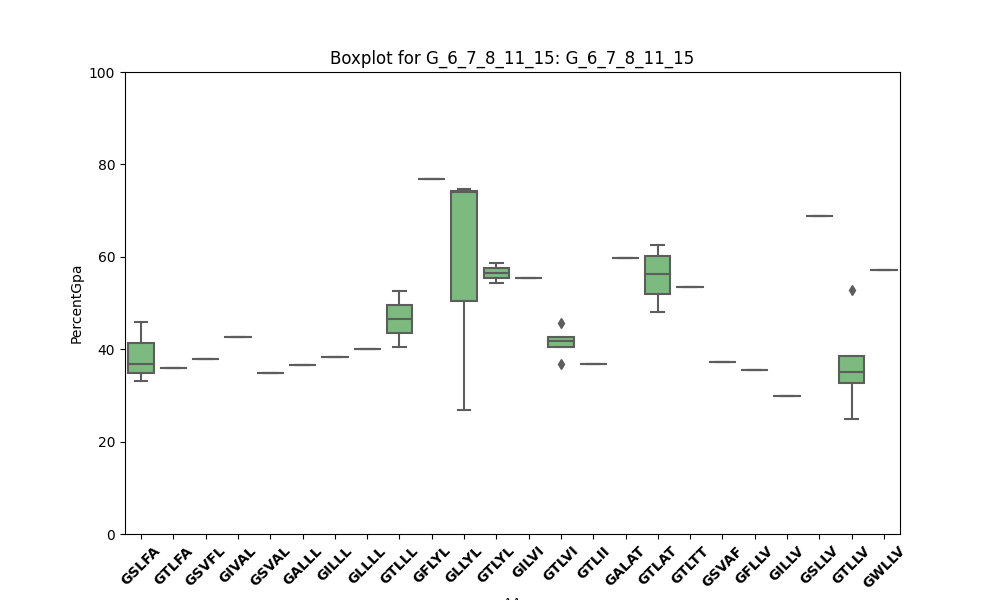 Boxplot for G_6_7_8_11_15: G_6_7_8_11_15
100
80
60
40
20
0
PercentGpa
GSLFA GTLFA GSVFL GIVAL GSVAL GALLL GILLL GLLLL GTLLL GFLYL GLLYL GTLYL GILVI GTLVI GTLII GALAT GTLAT GTLTT GSVAF GFLLV GILLV GSLLV GTLLV GWLLV